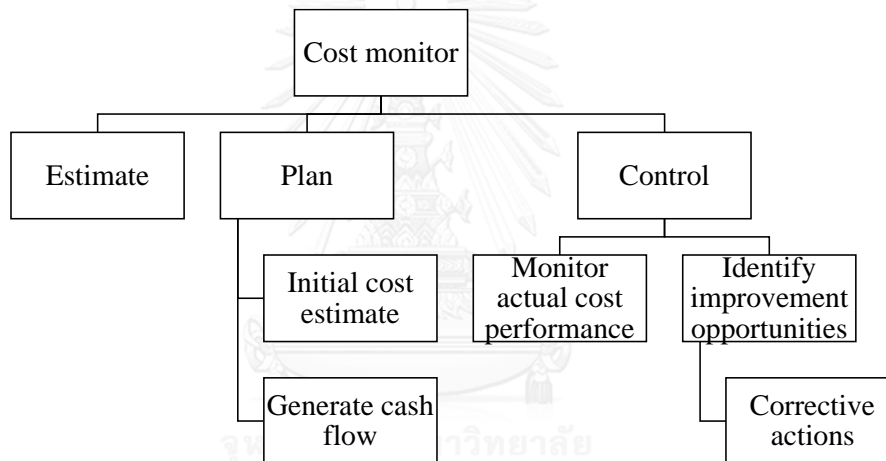 Cost monitor
Estimate
Plan
Control
Initial cost
estimate
Monitor
actual cost
performance
Identify
improvement
opportunities
Generate cash
flow
Corrective
actions